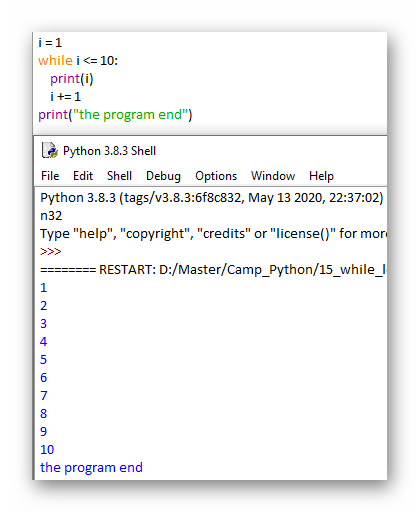 i = 1
while i <= 10:
    print(i)
    i += 1
print("the program end")
Python 3.8.3 Shell
File Edit Shell Debug Options Window Help
Python 3.8.3 (tags/v3.8.3:6f8c832, May 13 2020, 22:37:02)
n32
Type "help", "copyright", "credits" or "license()" for
>>>
======== RESTART: D:/Master/Camp_Python/15_while_
1
2
3
4
5
6
7
8
9
10
the program end